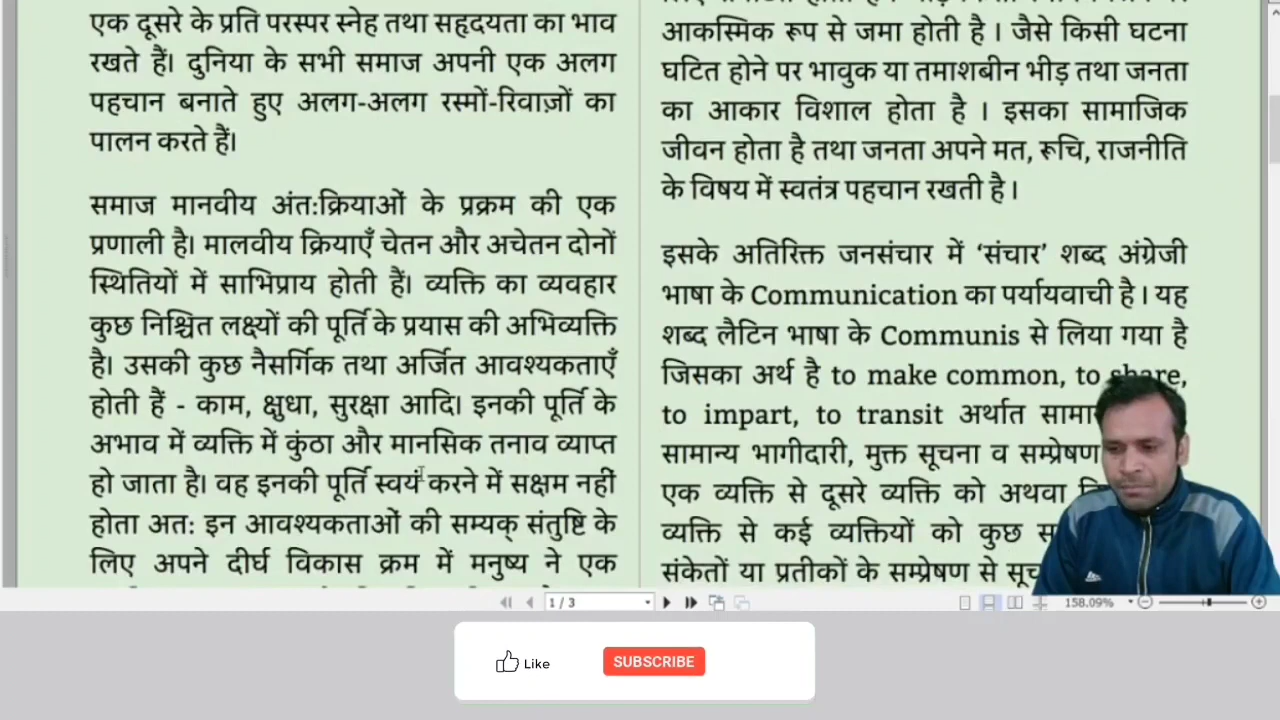 एक दूसरे के प्रति परस्पर स्नेह तथा सहृदयता का भाव
रखते हैं। दुनिया के सभी समाज अपनी एक अलग
पहचान बनाते हुए अलग-अलग रस्मों-रिवाज़ों का
पालन करते हैं।
समाज मानवीय अंत:क्रियाओं के प्रक्रम की एक
प्रणाली है। मालवीय क्रियाएँ चेतन और अचेतन दोनों
स्थितियों में साभिप्राय होती हैं। व्यक्ति का व्यवहार
कुछ निश्चित लक्ष्यों की पूर्ति के प्रयास की अभिव्यक्ति
है। उसकी कुछ नैसर्गिक तथा अर्जित आवश्यकताएँ
होती हैं - काम, क्षुधा, सुरक्षा आदि। इनकी पूर्ति के
अभाव में व्यक्ति में कुंठा और मानसिक तनाव व्याप्त
हो जाता है। वह इनकी पूर्ति स्वयं करने में सक्षम नहीं
होता अत: इन आवश्यकताओं की सम्यक् संतुष्टि के
लिए अपने दीर्घ विकास क्रम में मनुष्य ने एक
आकस्मिक रूप से जमा होती है । जैसे किसी घटना
घटित होने पर भावुक या तमाशबीन भीड़ तथा जनता
का आकार विशाल होता है । इसका सामाजिक
जीवन होता है तथा जनता अपने मत, रूचि, राजनीति
के विषय में स्वतंत्र पहचान रखती है ।
इसके अतिरिक्त जनसंचार में ‘संचार’ शब्द अंग्रेजी
भाषा के Communication का पर्यायवाची है । यह
शब्द लैटिन भाषा के Communis से लिया गया है
जिसका अर्थ है to make common, to share,
to impart, to transit अर्थात
सामान्य भागीदारी, मुक्त सूचना व सम्प्रेषण
एक व्यक्ति से दूसरे व्यक्ति को अथवा
व्यक्ति से कई व्यक्तियों को कुछ
संकेतों या प्रतीकों के सम्प्रेषण से
1 / 3
158.09%
Like
SUBSCRIBE